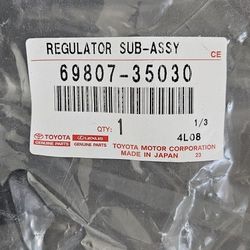 REGULATOR SUB-ASSY
CE
69807-35030
QTY: 1
1/3
TOYOTA
GENUINE PARTS
LEXUS
GENUINE PARTS
4L08
TOYOTA MOTOR CORPORATION
MADE IN JAPAN 23